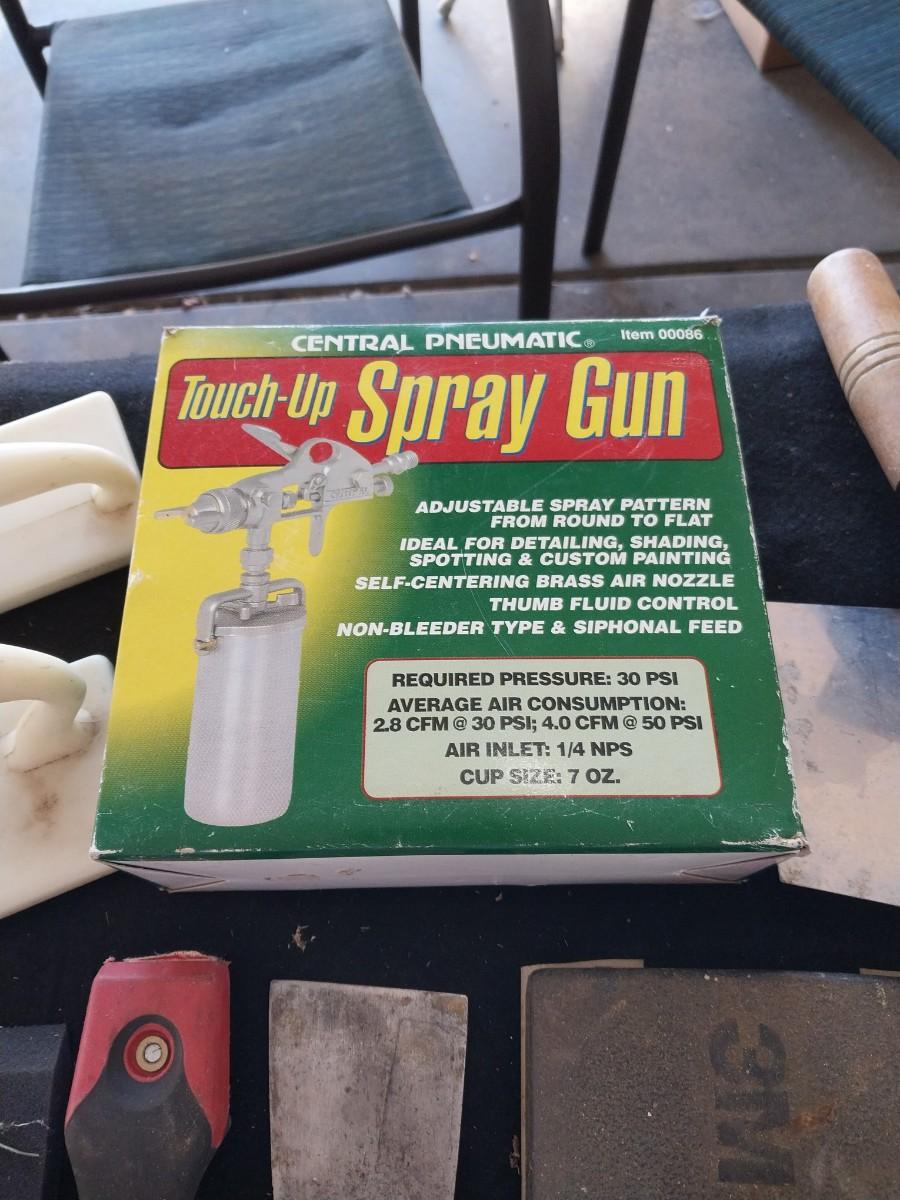 CENTRAL PNEUMATIC®
Item 00086
Touch-Up Spray Gun
ADJUSTABLE SPRAY PATTERN
FROM ROUND TO FLAT
IDEAL FOR DETAILING, SHADING,
SPOTTING & CUSTOM PAINTING
SELF-CENTERING BRASS AIR NOZZLE
THUMB FLUID CONTROL
NON-BLEEDER TYPE & SIPHONAL FEED
REQUIRED PRESSURE: 30 PSI
AVERAGE AIR CONSUMPTION:
2.8 CFM @ 30 PSI; 4.0 CFM @ 50 PSI
AIR INLET: 1/4 NPS
CUP SIZE: 7 OZ.
3M